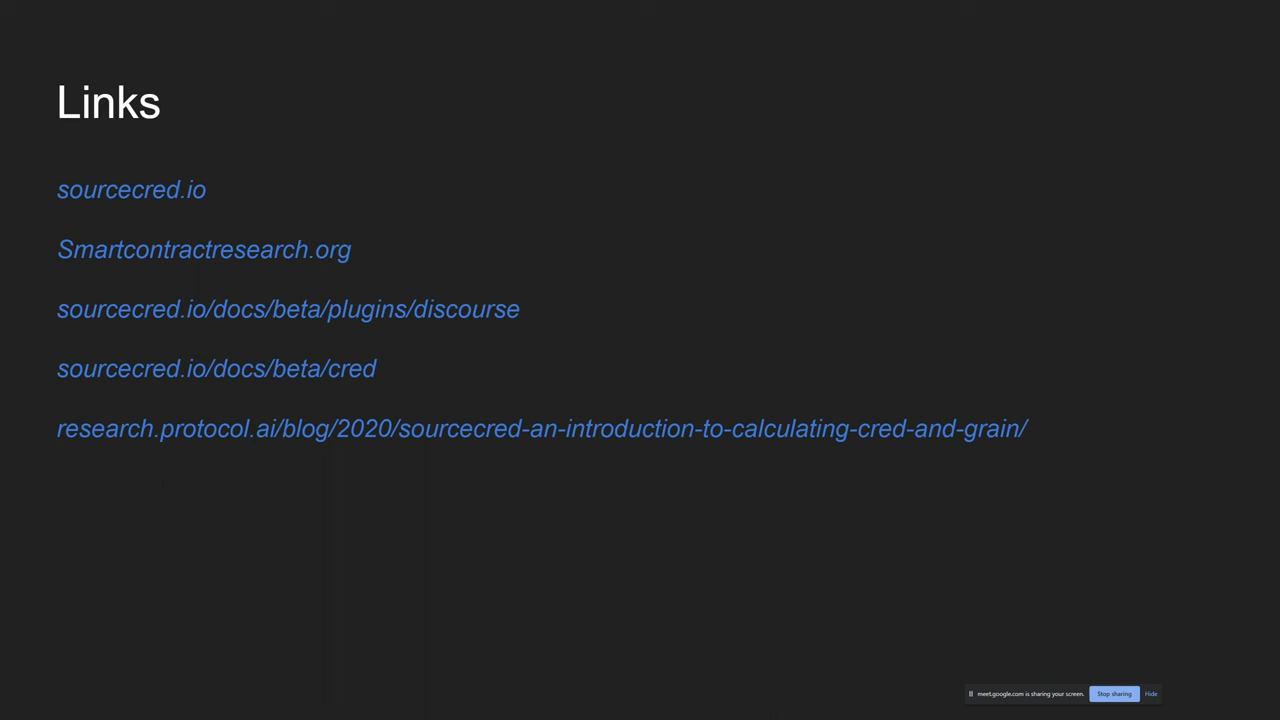 Links
sourcecred.io
Smartcontractresearch.org
sourcecred.io/docs/beta/plugins/discourse
sourcecred.io/docs/beta/cred
research.protocol.ai/blog/2020/sourcecred-an-introduction-to-calculating-cred-and-grain/
meet.google.com is sharing your screen. Stop sharing Hide